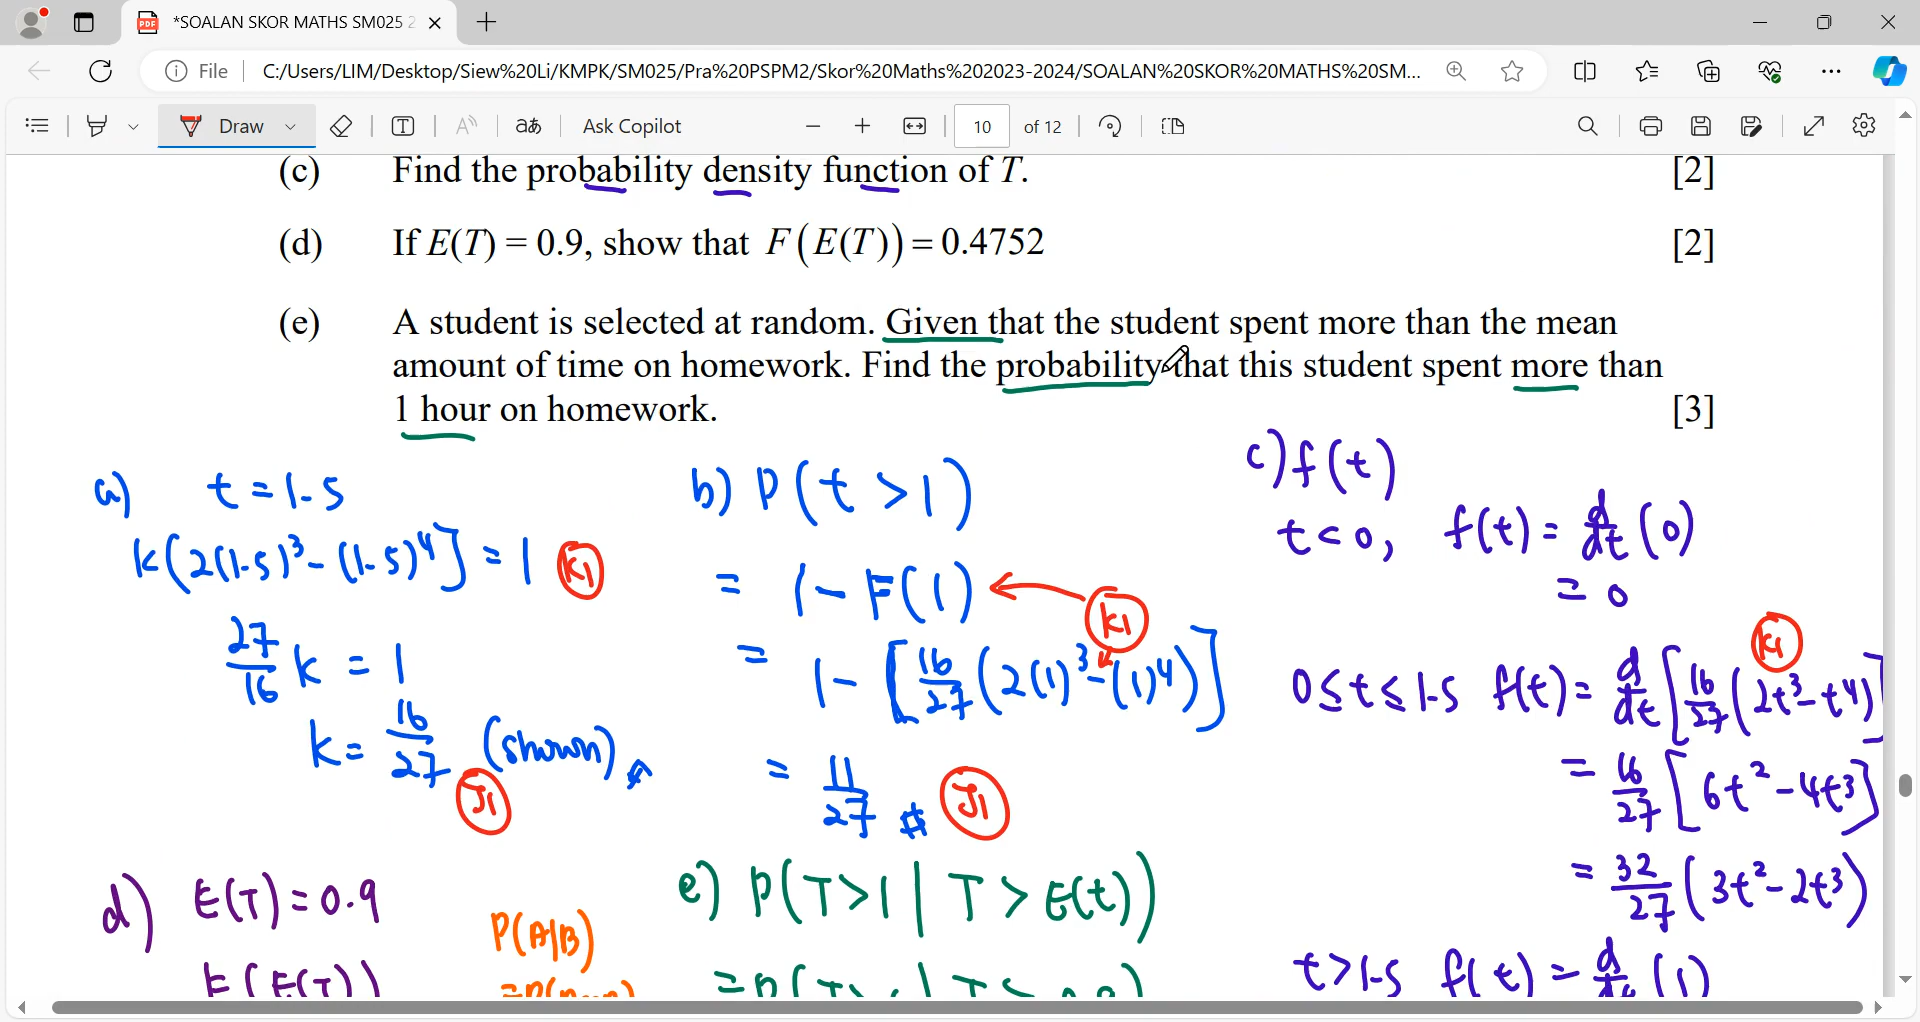 *SOALAN SKOR MATHS SM025 2
File
C:/Users/LIM/Desktop/Siew%20Li/KMPK/SM025/Pra%20PSPM2/Skor%20Maths%202023-2024/SOALAN%20SKOR%20MATHS%20SM...
Draw
Ask Copilot
10 of 12
(c) Find the probability density function of T. [2]
(d) If E(T) = 0.9, show that F(E(T)) = 0.4752 [2]
(e) A student is selected at random. Given that the student spent more than the mean
amount of time on homework. Find the probability that this student spent more than
1 hour on homework. [3]
a) t = 1.5
k[2(1.5)³ - (1.5)⁴] = 1 K1
27/16 k = 1
k = 16/27 (shown)
J1
b) P(t > 1)
= 1 - F(1)
K1
= 1 - [16/27 (2(1)³ - (1)⁴)]
= 11/27 # J1
c) f(t)
t < 0, f(t) = d/dt (0)
= 0
K1
0 ≤ t ≤ 1.5 f(t) = d/dt [16/27 (2t³ - t⁴)]
= 16/27 [6t² - 4t³]
= 32/27 (3t² - 2t³)
t > 1.5 f(t) = d/dt (1)
d) E(T) = 0.9
F(E(T))
P(A|B)
e) P(T > 1 | T > E(t))